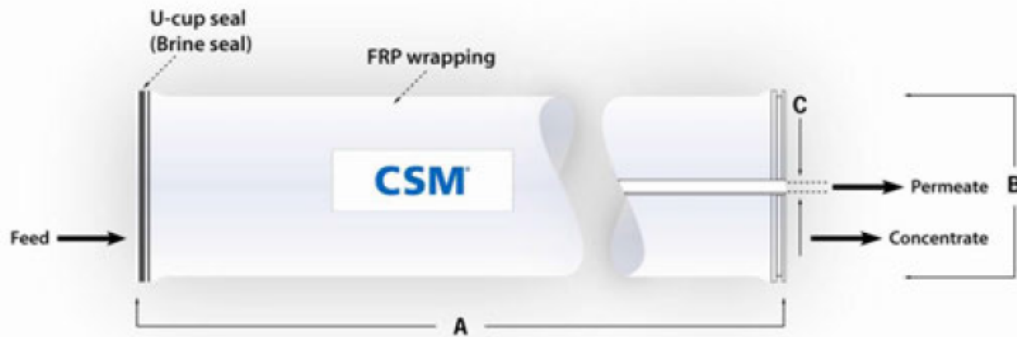 U-cup seal
(Brine seal)
FRP wrapping
C
CSM
Permeate
B
Feed
Concentrate
A